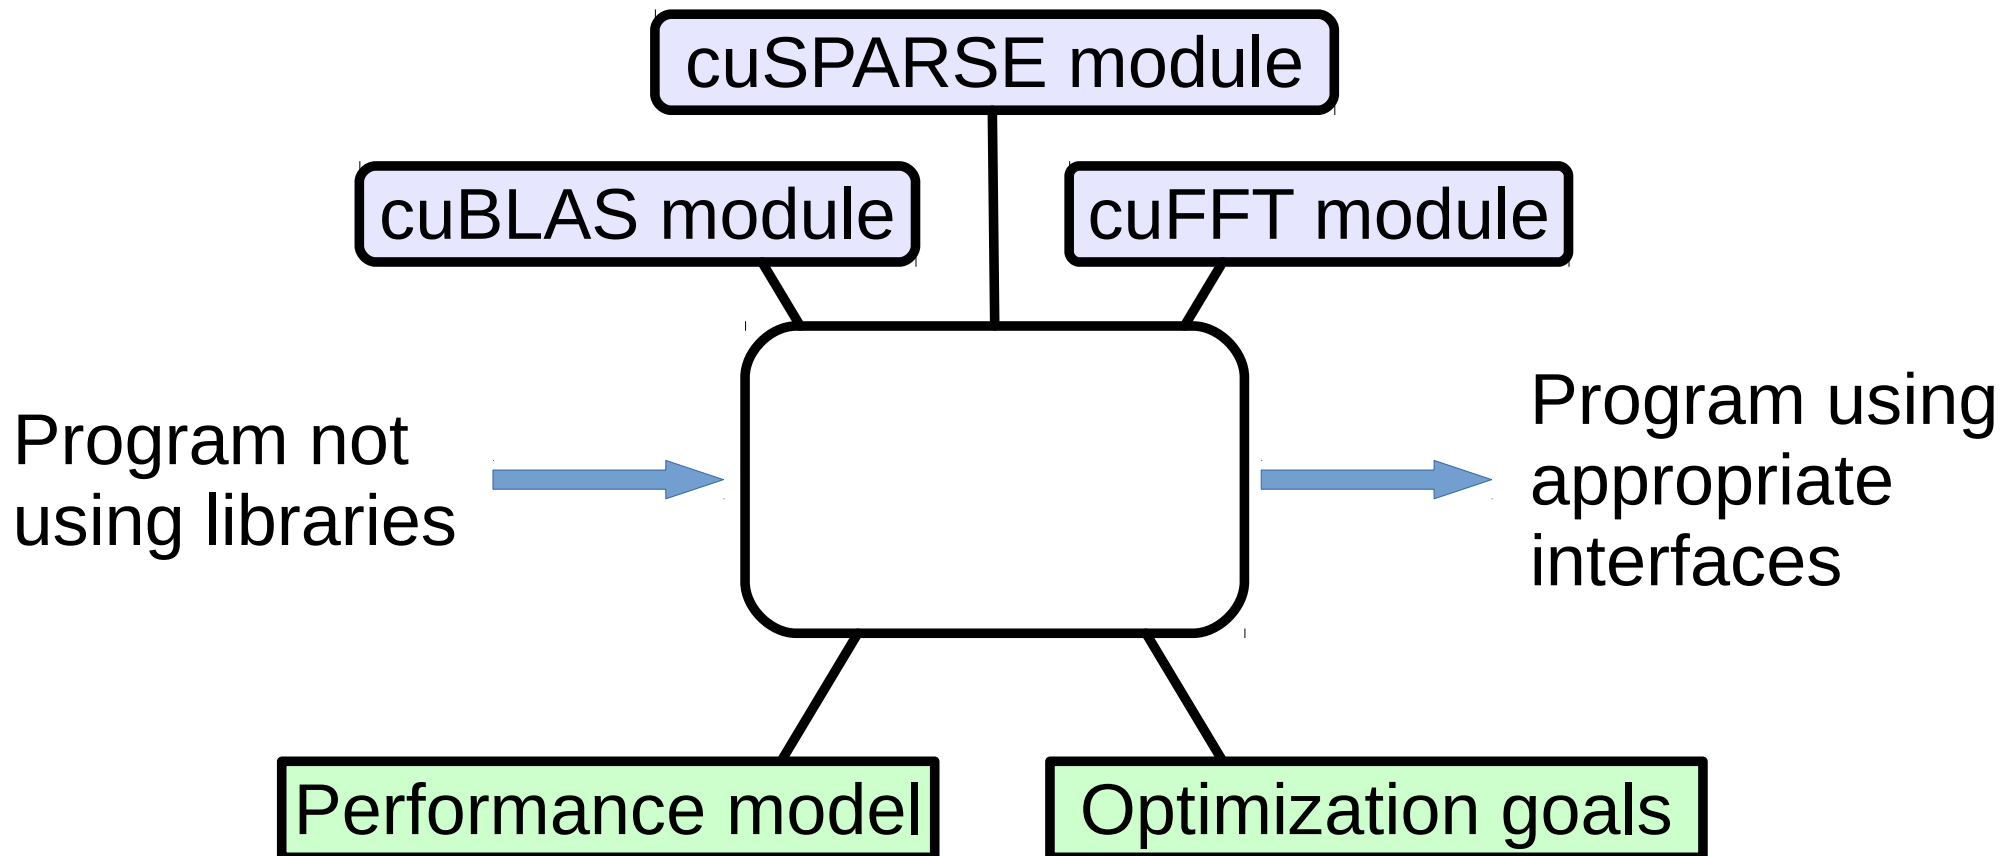 cuSPARSE module
cuBLAS module
cuFFT module
Program not
using libraries
Program using
appropriate
interfaces
Performance model
Optimization goals